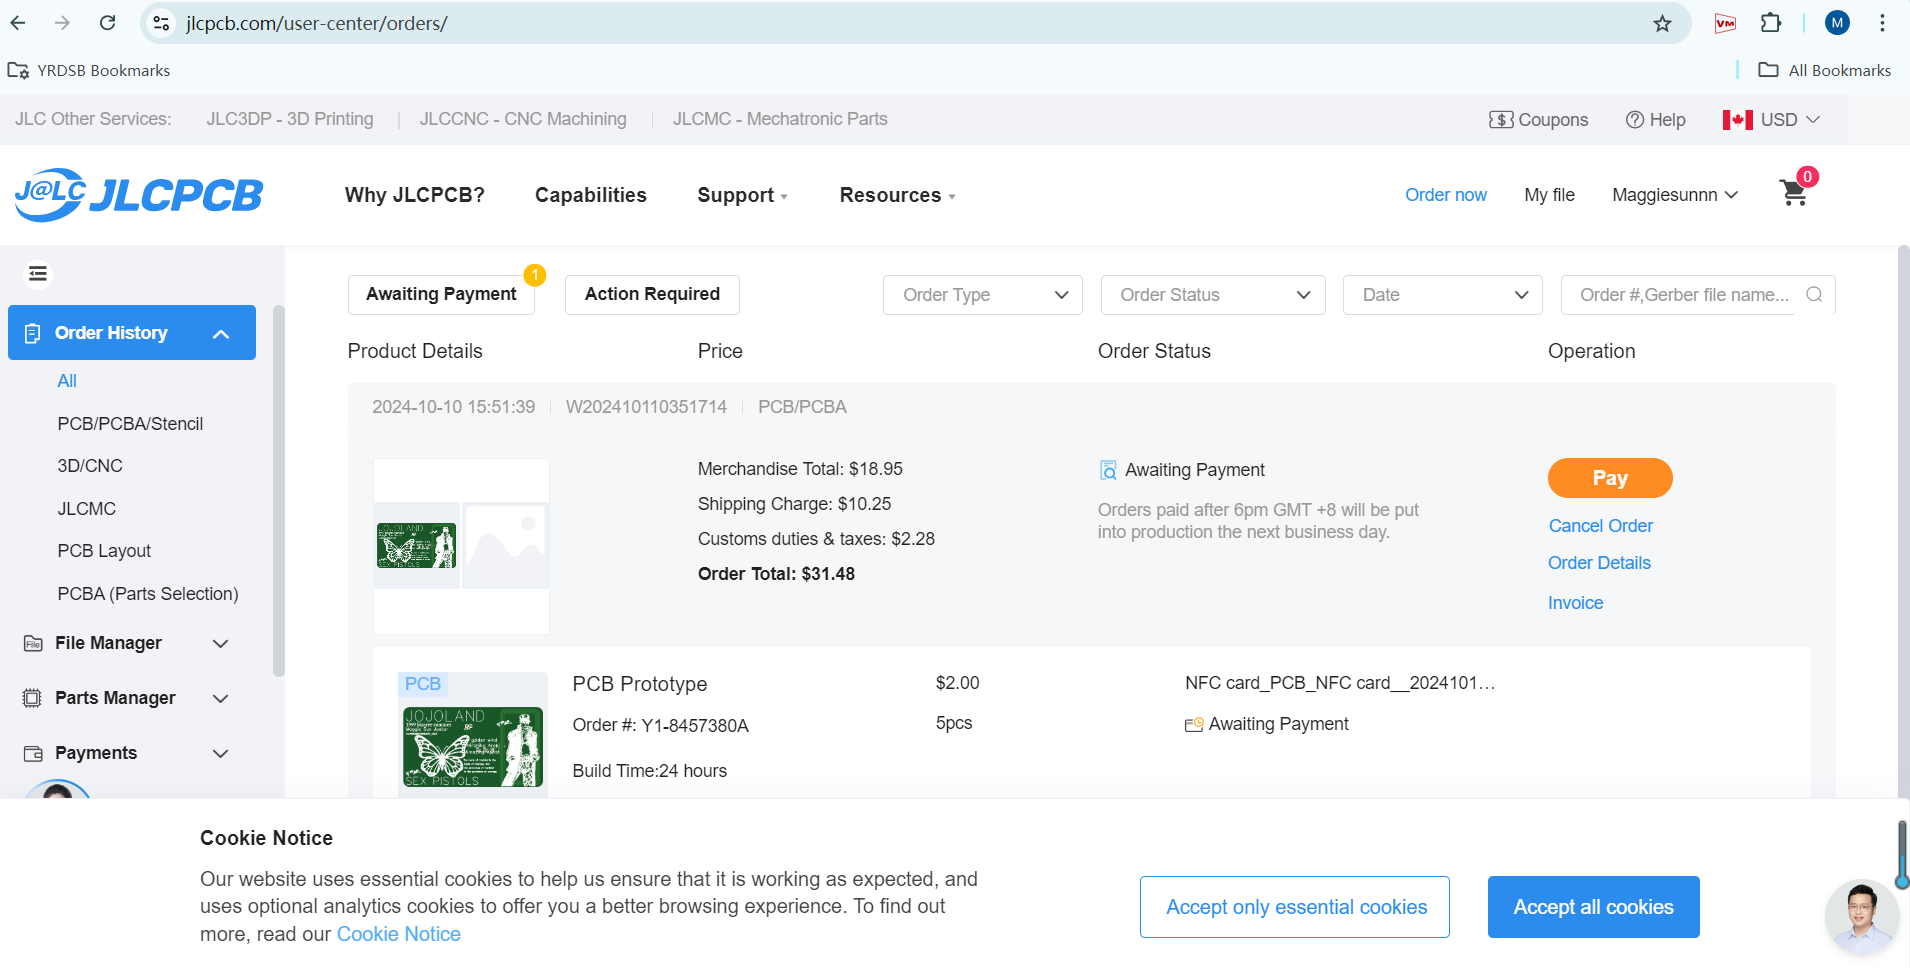 jlcpcb.com/user-center/orders/
VM
M
YRDSB Bookmarks
All Bookmarks
JLC Other Services:
JLC3DP - 3D Printing
JLCCNC - CNC Machining
JLCMC - Mechatronic Parts
Coupons
Help
USD
J@LC JLCPCB
Why JLCPCB?
Capabilities
Support
Resources
Order now
My file
Maggiesunnn
0
Awaiting Payment
1
Action Required
Order Type
Order Status
Date
Order #,Gerber file name...
Order History
All
PCB/PCBA/Stencil
3D/CNC
JLCMC
PCB Layout
PCBA (Parts Selection)
File
File Manager
Parts Manager
Payments
Product Details
Price
Order Status
Operation
2024-10-10 15:51:39
W202410110351714
PCB/PCBA
JOJOLAND
SEX PISTOLS
Merchandise Total: $18.95
Shipping Charge: $10.25
Customs duties & taxes: $2.28
Order Total: $31.48
Awaiting Payment
Orders paid after 6pm GMT +8 will be put
into production the next business day.
Pay
Cancel Order
Order Details
Invoice
PCB
JOJOLAND
SEX PISTOLS
PCB Prototype
Order #: Y1-8457380A
Build Time:24 hours
$2.00
5pcs
NFC card_PCB_NFC card__2024101...
Awaiting Payment
Cookie Notice
Our website uses essential cookies to help us ensure that it is working as expected, and
uses optional analytics cookies to offer you a better browsing experience. To find out
more, read our Cookie Notice
Accept only essential cookies
Accept all cookies